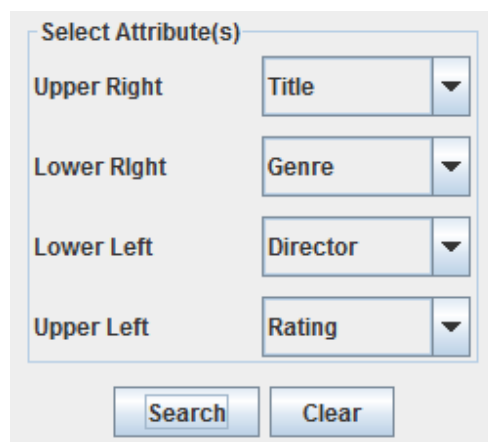 Select Attribute(s)
Upper Right Title
Lower RIght Genre
Lower Left Director
Upper Left Rating
Search Clear